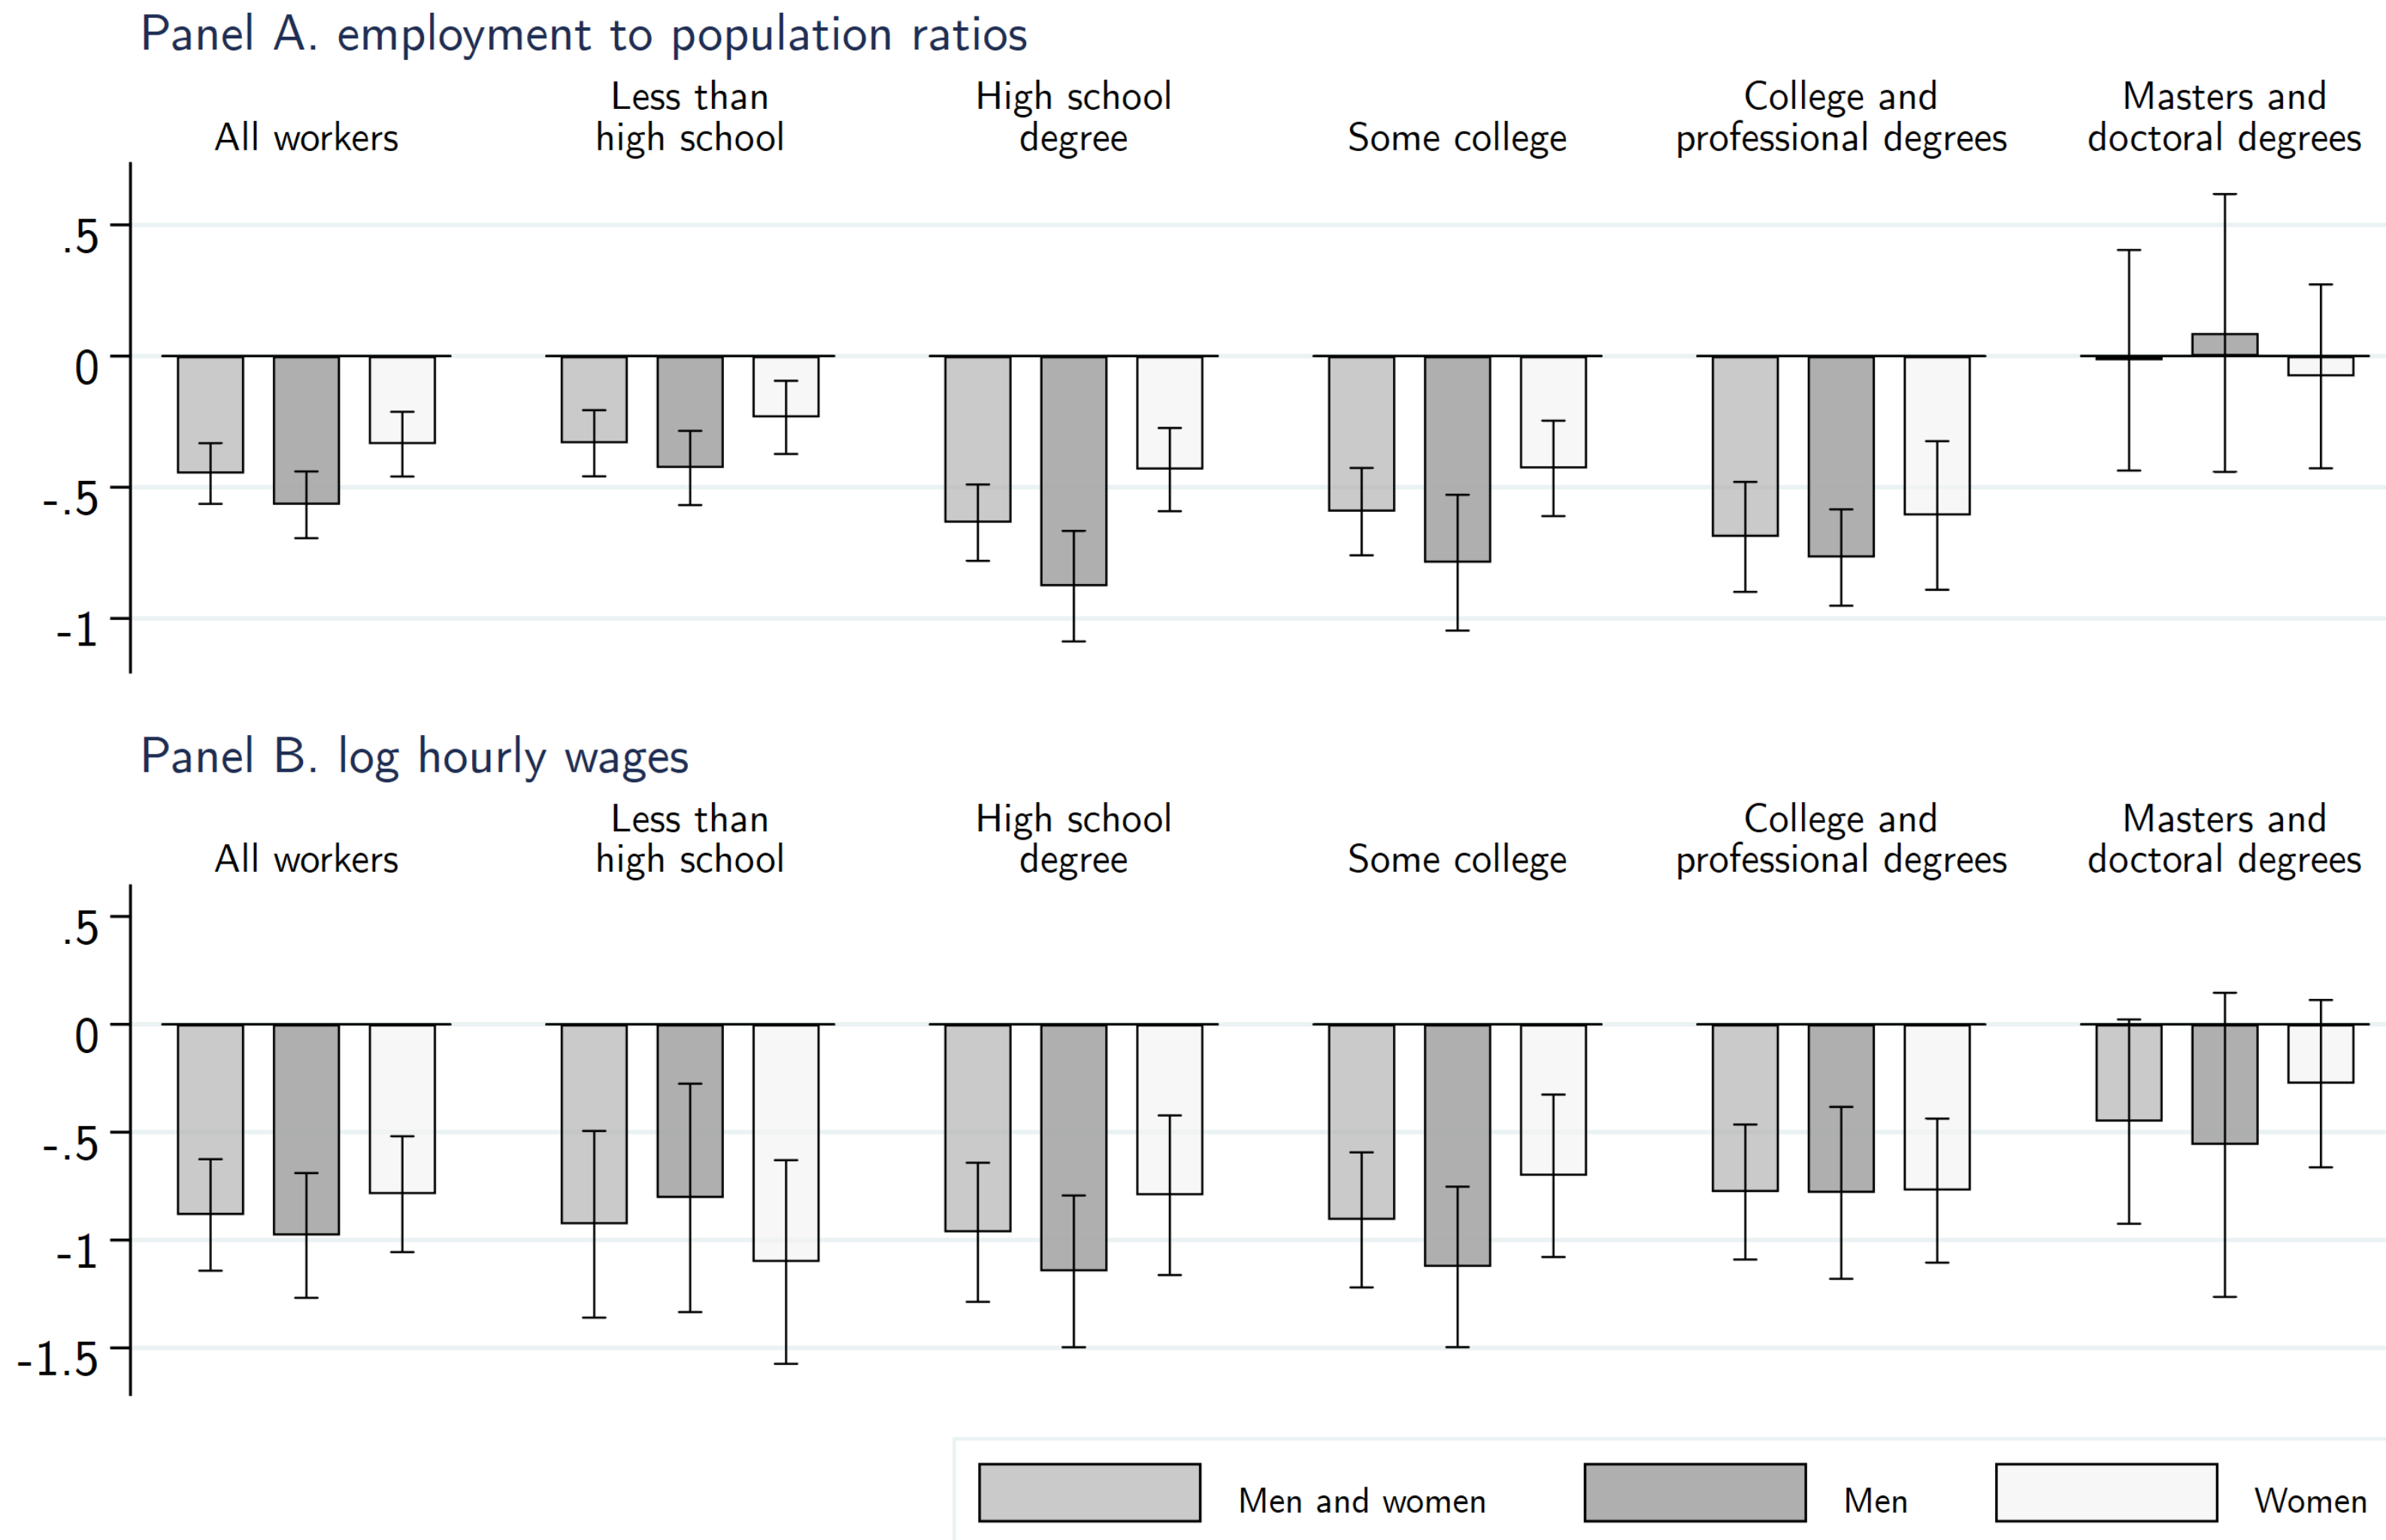 Panel A. employment to population ratios
All workers
Less than
high school
High school
degree
Some college
College and
professional degrees
Masters and
doctoral degrees
.5
0
-.5
-1
Panel B. log hourly wages
All workers
Less than
high school
High school
degree
Some college
College and
professional degrees
Masters and
doctoral degrees
.5
0
-.5
-1
-1.5
Men and women
Men
Women